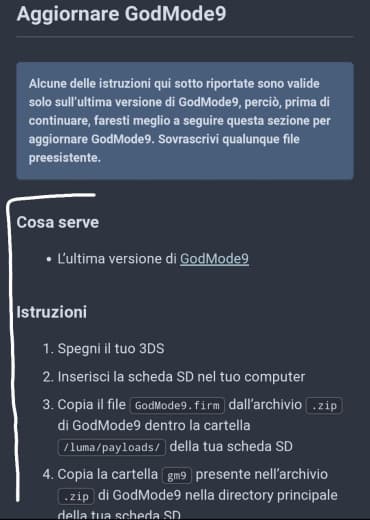 Aggiornare GodMode9
Alcune delle istruzioni qui sotto riportate sono valide
solo sull'ultima versione di GodMode9, perciò, prima di
continuare, faresti meglio a seguire questa sezione per
aggiornare GodMode9. Sovrascrivi qualunque file
preesistente.
Cosa serve
• L'ultima versione di GodMode9
Istruzioni
1. Spegni il tuo 3DS
2. Inserisci la scheda SD nel tuo computer
3. Copia il file GodMode9.firm dall'archivio .zip
di GodMode9 dentro la cartella
/luma/payloads/ della tua scheda SD
4. Copia la cartella gm9 presente nell'archivio
.zip di GodMode9 nella directory principale
della tua scheda SD